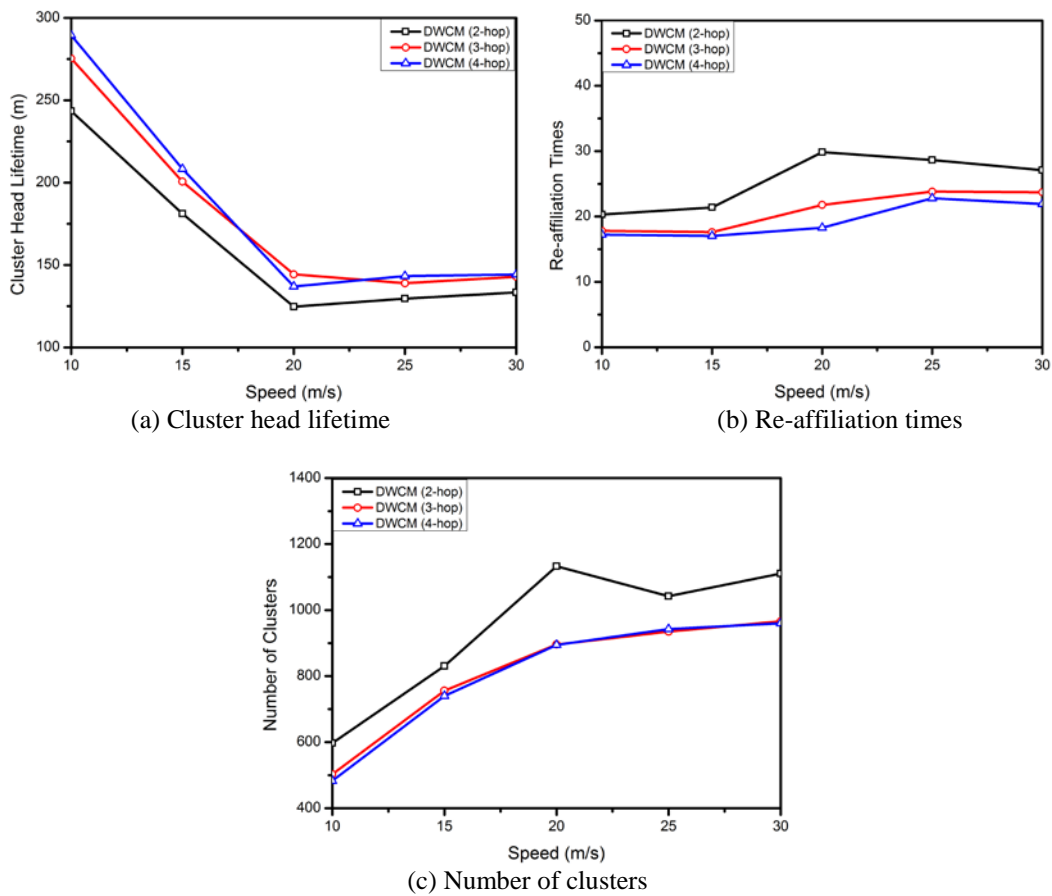 300
250
200
150
100
Cluster Head Lifetime (m)
DWCM (2-hop)
DWCM (3-hop)
DWCM (4-hop)
10 15 20 25 30
Speed (m/s)
(a) Cluster head lifetime
50
40
30
20
10
0
Re-affiliation Times
DWCM (2-hop)
DWCM (3-hop)
DWCM (4-hop)
10 15 20 25 30
Speed (m/s)
(b) Re-affiliation times
1400
1200
1000
800
600
400
Number of Clusters
DWCM (2-hop)
DWCM (3-hop)
DWCM (4-hop)
10 15 20 25 30
Speed (m/s)
(c) Number of clusters